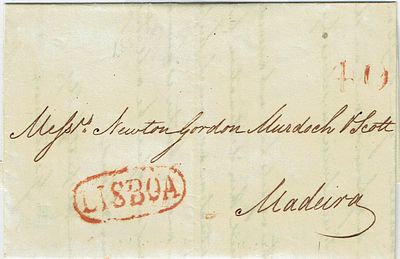 40
Messrs. Newton Gordon Murdoch & Scott
LISBOA
Madeira